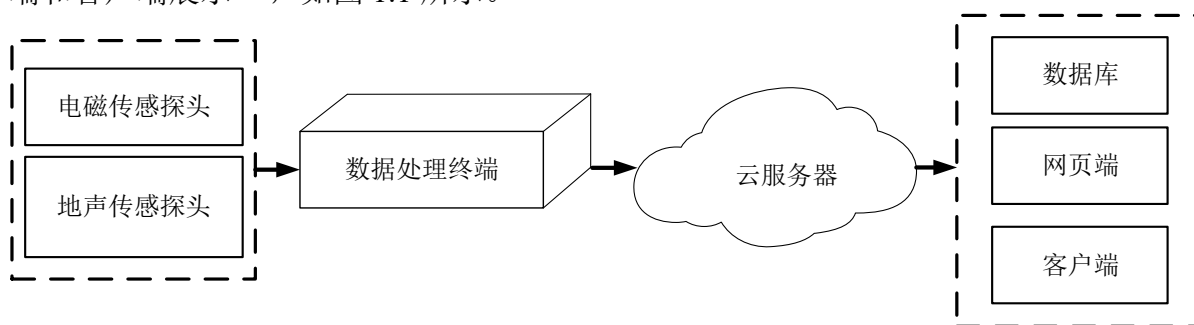 电磁传感探头
地声传感探头
数据处理终端
云服务器
数据库
网页端
客户端